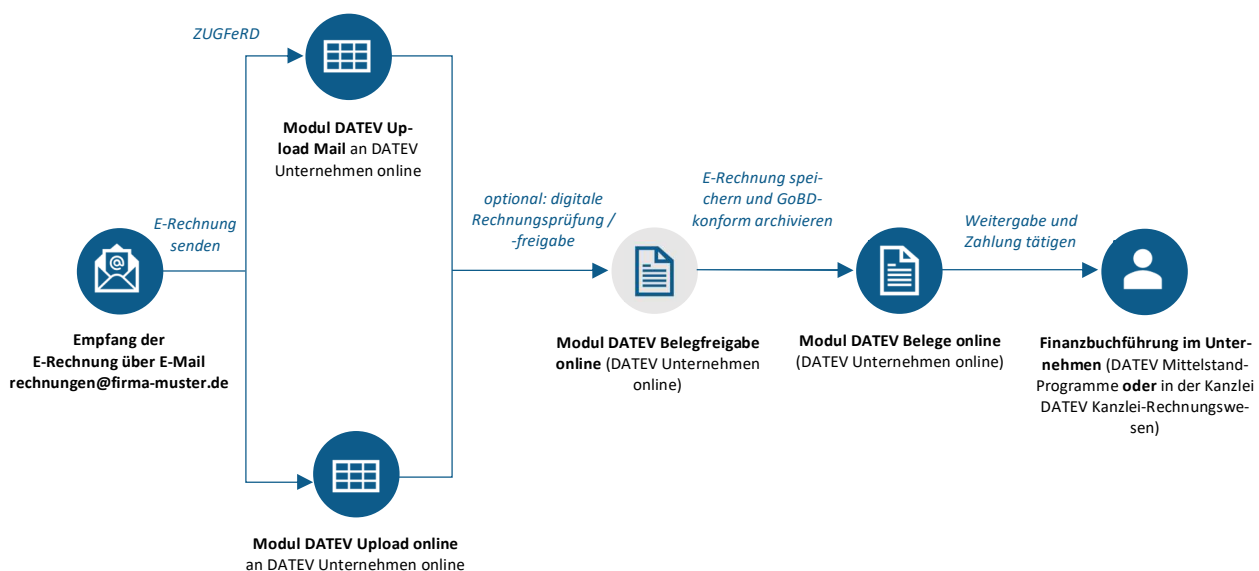 ZUGFeRD
Modul DATEV Up-
load Mail an DATEV
Unternehmen online
E-Rechnung
senden
@
Empfang der
E-Rechnung über E-Mail
rechnungen@firma-muster.de
Modul DATEV Upload online
an DATEV Unternehmen online
optional: digitale
Rechnungsprüfung /
-freigabe
Modul DATEV Belegfreigabe
online (DATEV Unternehmen
online)
E-Rechnung spei-
chern und GoBD-
konform archivieren
Modul DATEV Belege online
(DATEV Unternehmen online)
Weitergabe und
Zahlung tätigen
Finanzbuchführung im Unter-
nehmen (DATEV Mittelstand-
Programme oder in der Kanzlei
DATEV Kanzlei-Rechnungswe-
sen)